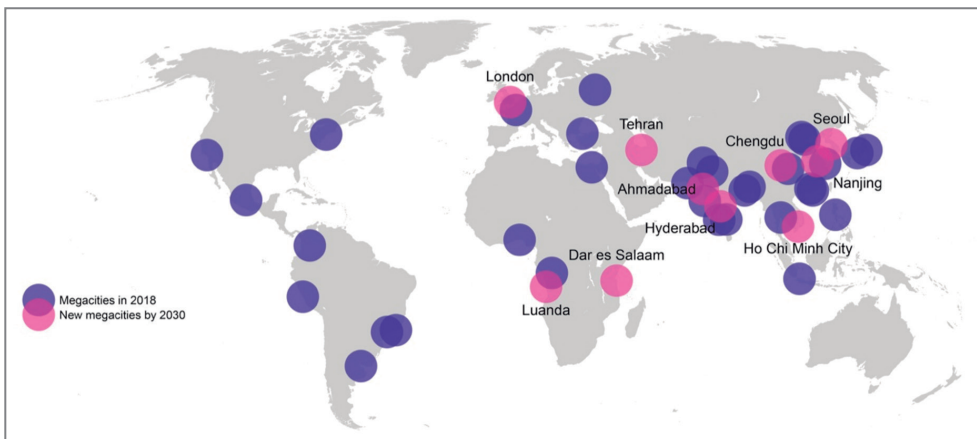 London
Tehran
Seoul
Chengdu
Ahmadabad
Nanjing
Hyderabad
Ho Chi Minh City
Dar es Salaam
Luanda
Megacities in 2018
New megacities by 2030